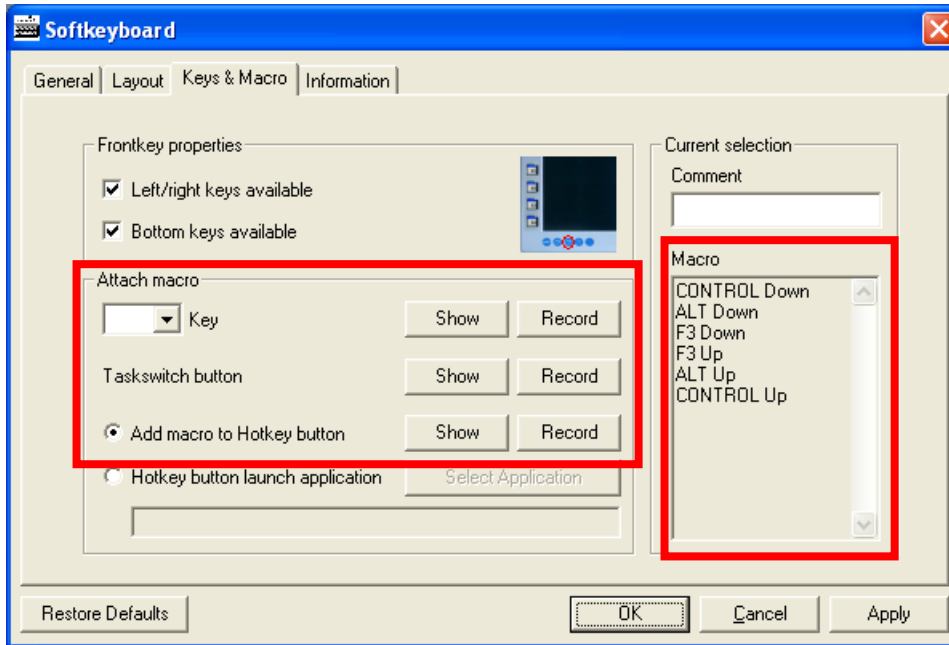 Softkeyboard
General Layout Keys & Macro Information
Frontkey properties
Left/right keys available
Bottom keys available
Attach macro
Key Show Record
Taskswitch button Show Record
Add macro to Hotkey button Show Record
Hotkey button launch application Select Application
Current selection
Comment
Macro
CONTROL Down
ALT Down
F3 Down
F3 Up
ALT Up
CONTROL Up
Restore Defaults OK Cancel Apply